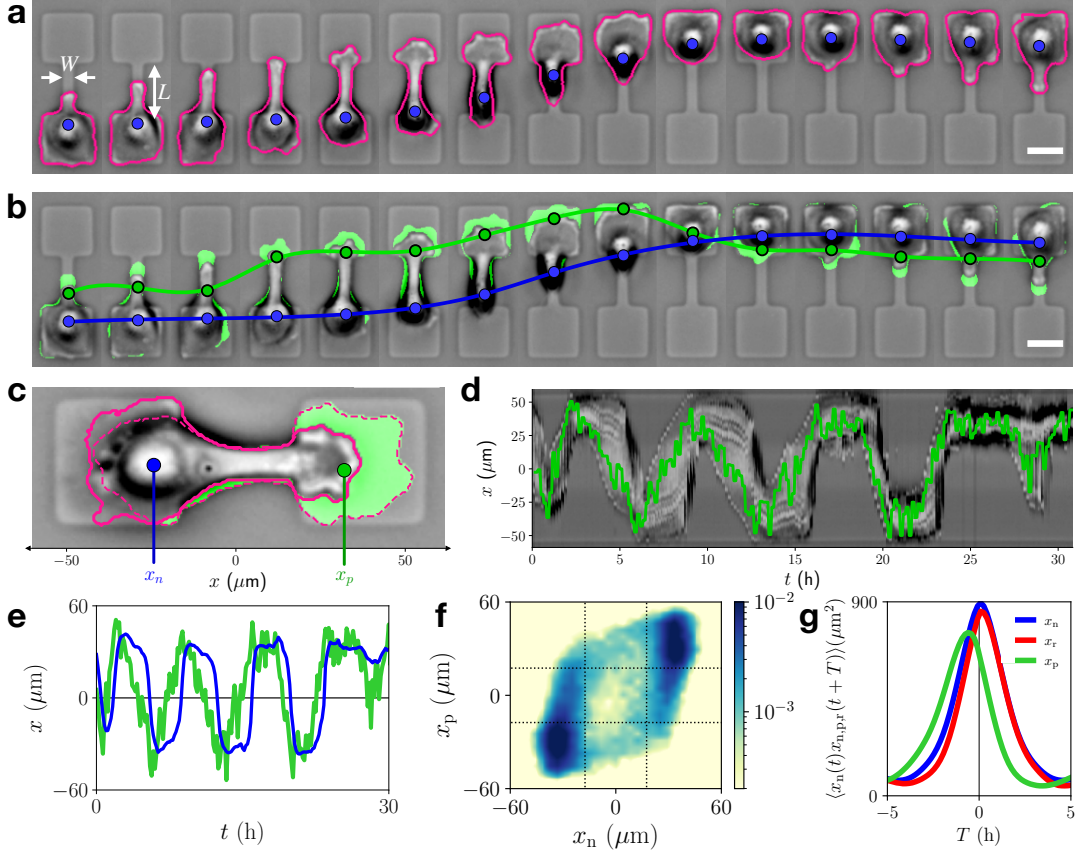 a
W
L
b
c
−50
0
50
x_n
x (μm)
x_p
d
x (μm)
50
25
0
−25
−50
0
5
10
15
20
25
30
t (h)
e
x (μm)
60
0
−60
0
30
t (h)
f
x_p (μm)
60
0
−60
−60
0
60
x_n (μm)
10⁻²
10⁻³
g
⟨x_n(t)x_{n,p,r}(t + T)⟩(μm²)
900
0
−5
0
5
T (h)
x_n
x_r
x_p